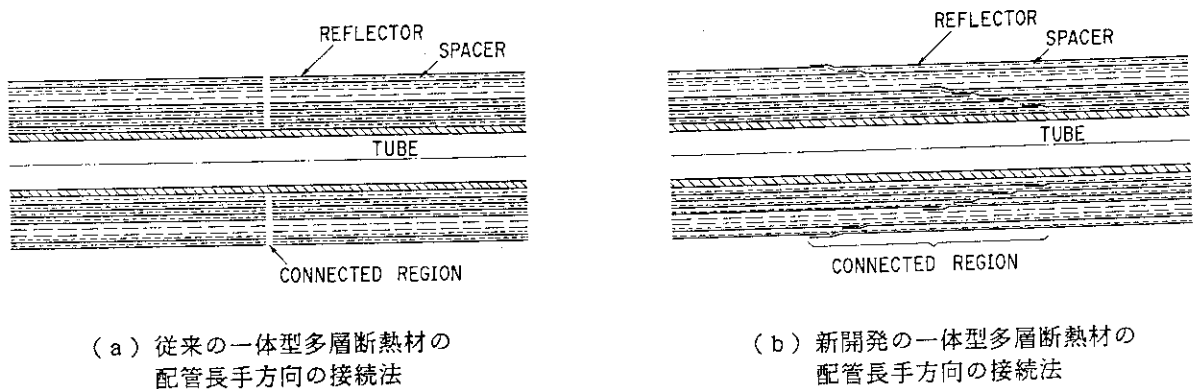 REFLECTOR
SPACER
TUBE
CONNECTED REGION
(a) 従来の一体型多層断熱材の
配管長手方向の接続法
REFLECTOR
SPACER
TUBE
CONNECTED REGION
(b) 新開発の一体型多層断熱材の
配管長手方向の接続法